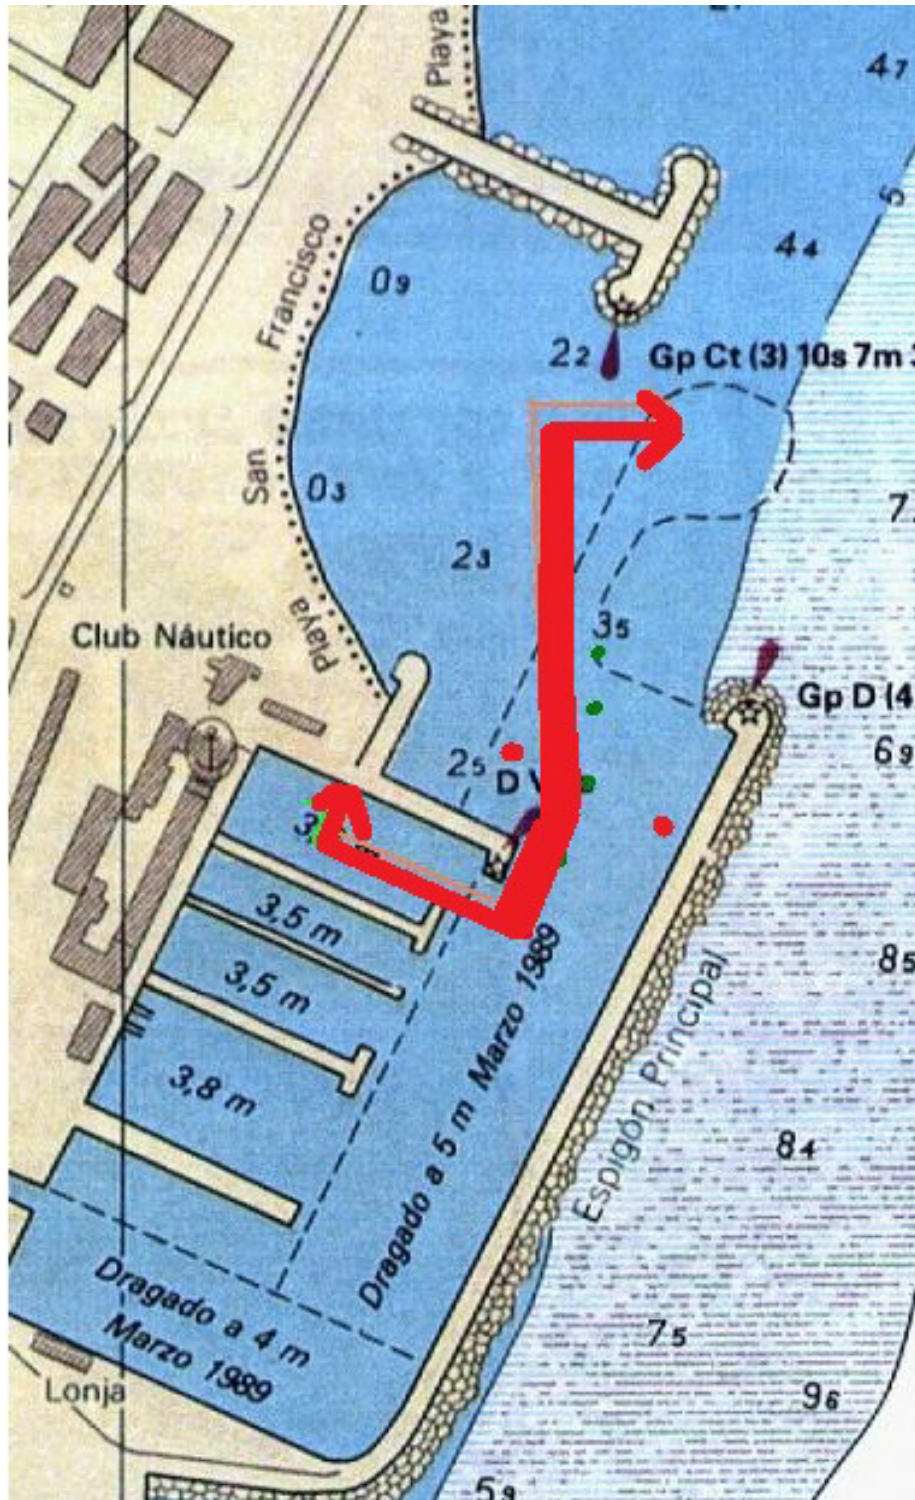 Playa
4₇
5
4₄
0₉
Francisco
2₂
Gp Ct (3) 10s 7m
San
0₃
7
2₃
Playa
3₅
Club Náutico
Gp D (4
6₉
2₅
D V
3,5 m
3,5 m
8₅
3,8 m
Dragado a 5 m Marzo 1989
Espigón Principal
8₄
Dragado a 4 m
Marzo 1989
7₅
Lonja
9₆
5₉